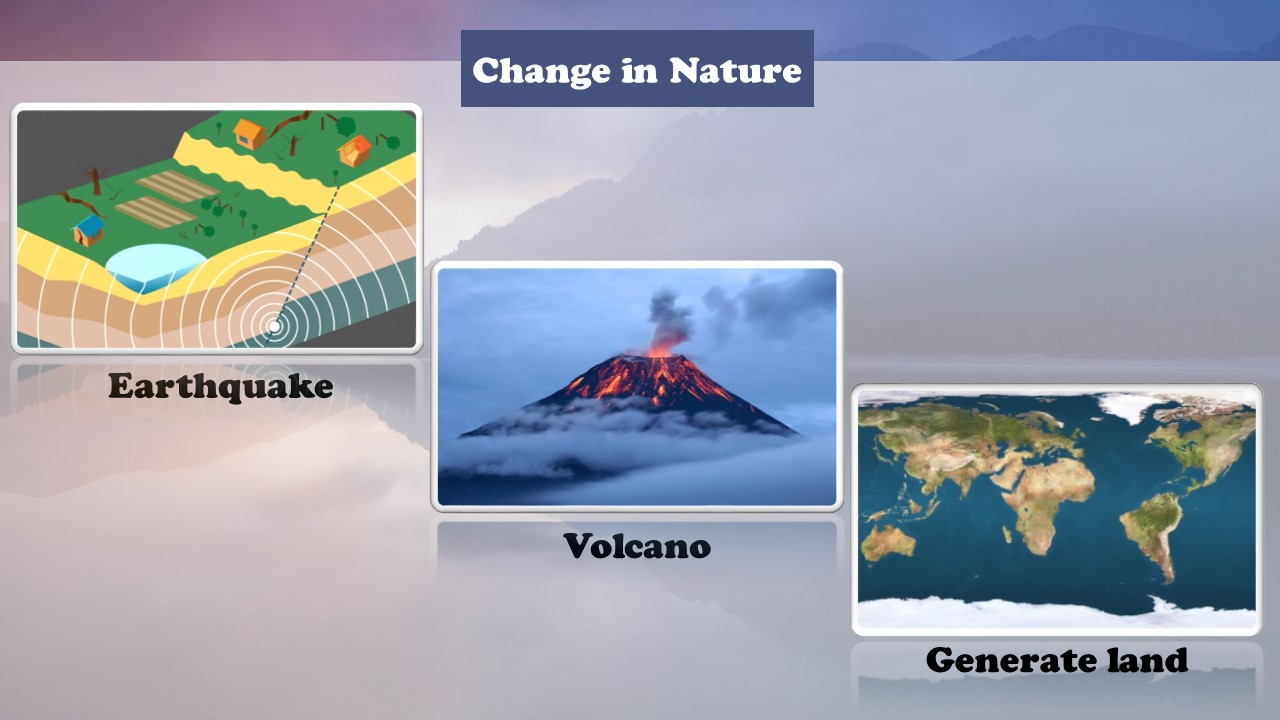 Change in Nature
Earthquake
Volcano
Generate land